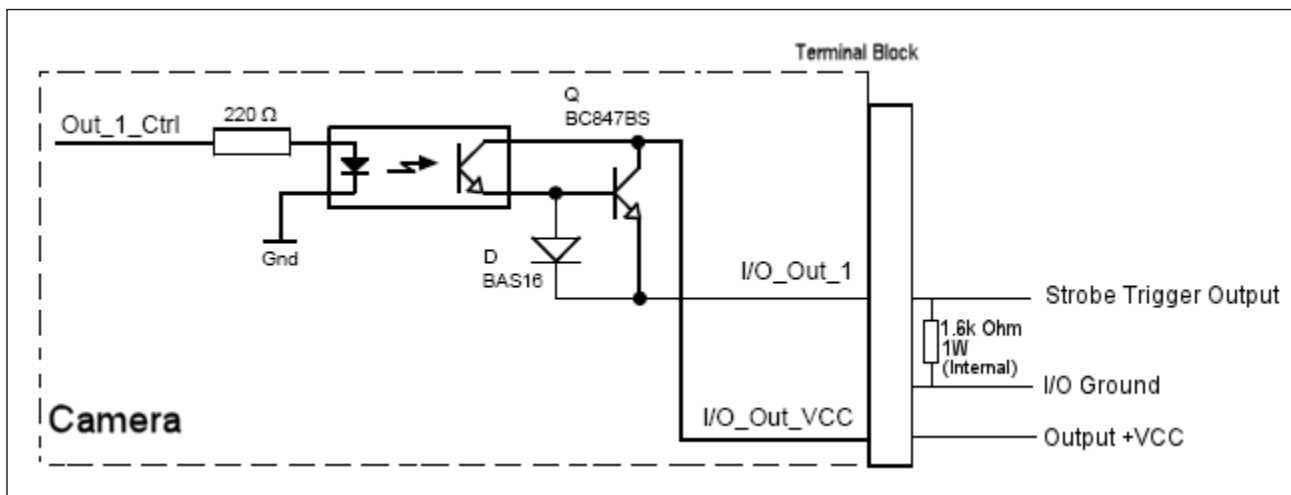 Terminal Block
Q
BC847BS
220 Ω
Out_1_Ctrl
Gnd
D
BAS16
I/O_Out_1
Strobe Trigger Output
1.6k Ohm
1W
(Internal)
I/O Ground
Camera
I/O_Out_VCC
Output +VCC